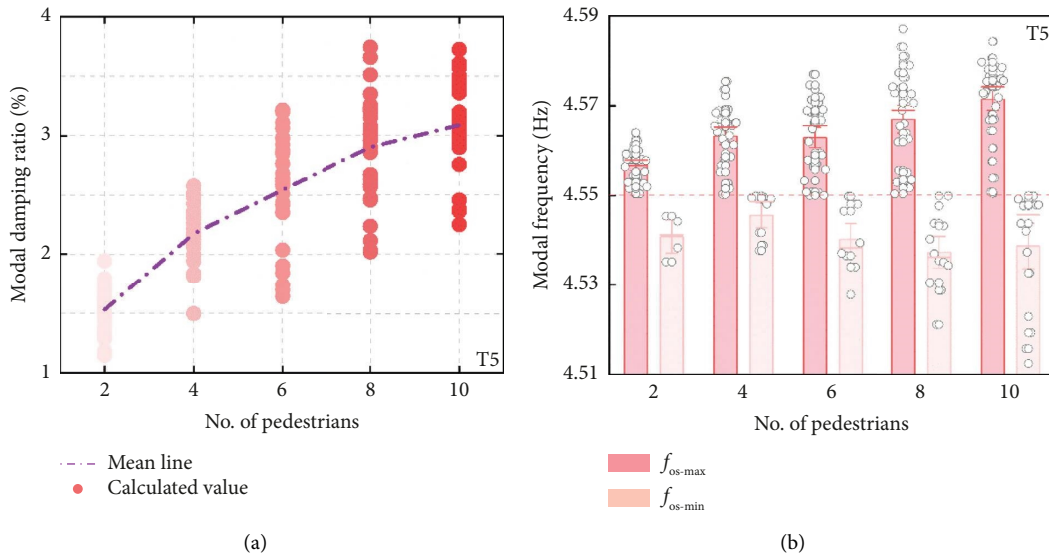 4
3
2
1
Modal damping ratio (%)
T5
2 4 6 8 10
No. of pedestrians
Mean line
Calculated value
(a)
4.59
4.57
4.55
4.53
4.51
Modal frequency (Hz)
T5
2 4 6 8 10
No. of pedestrians
f os-max
f os-min
(b)